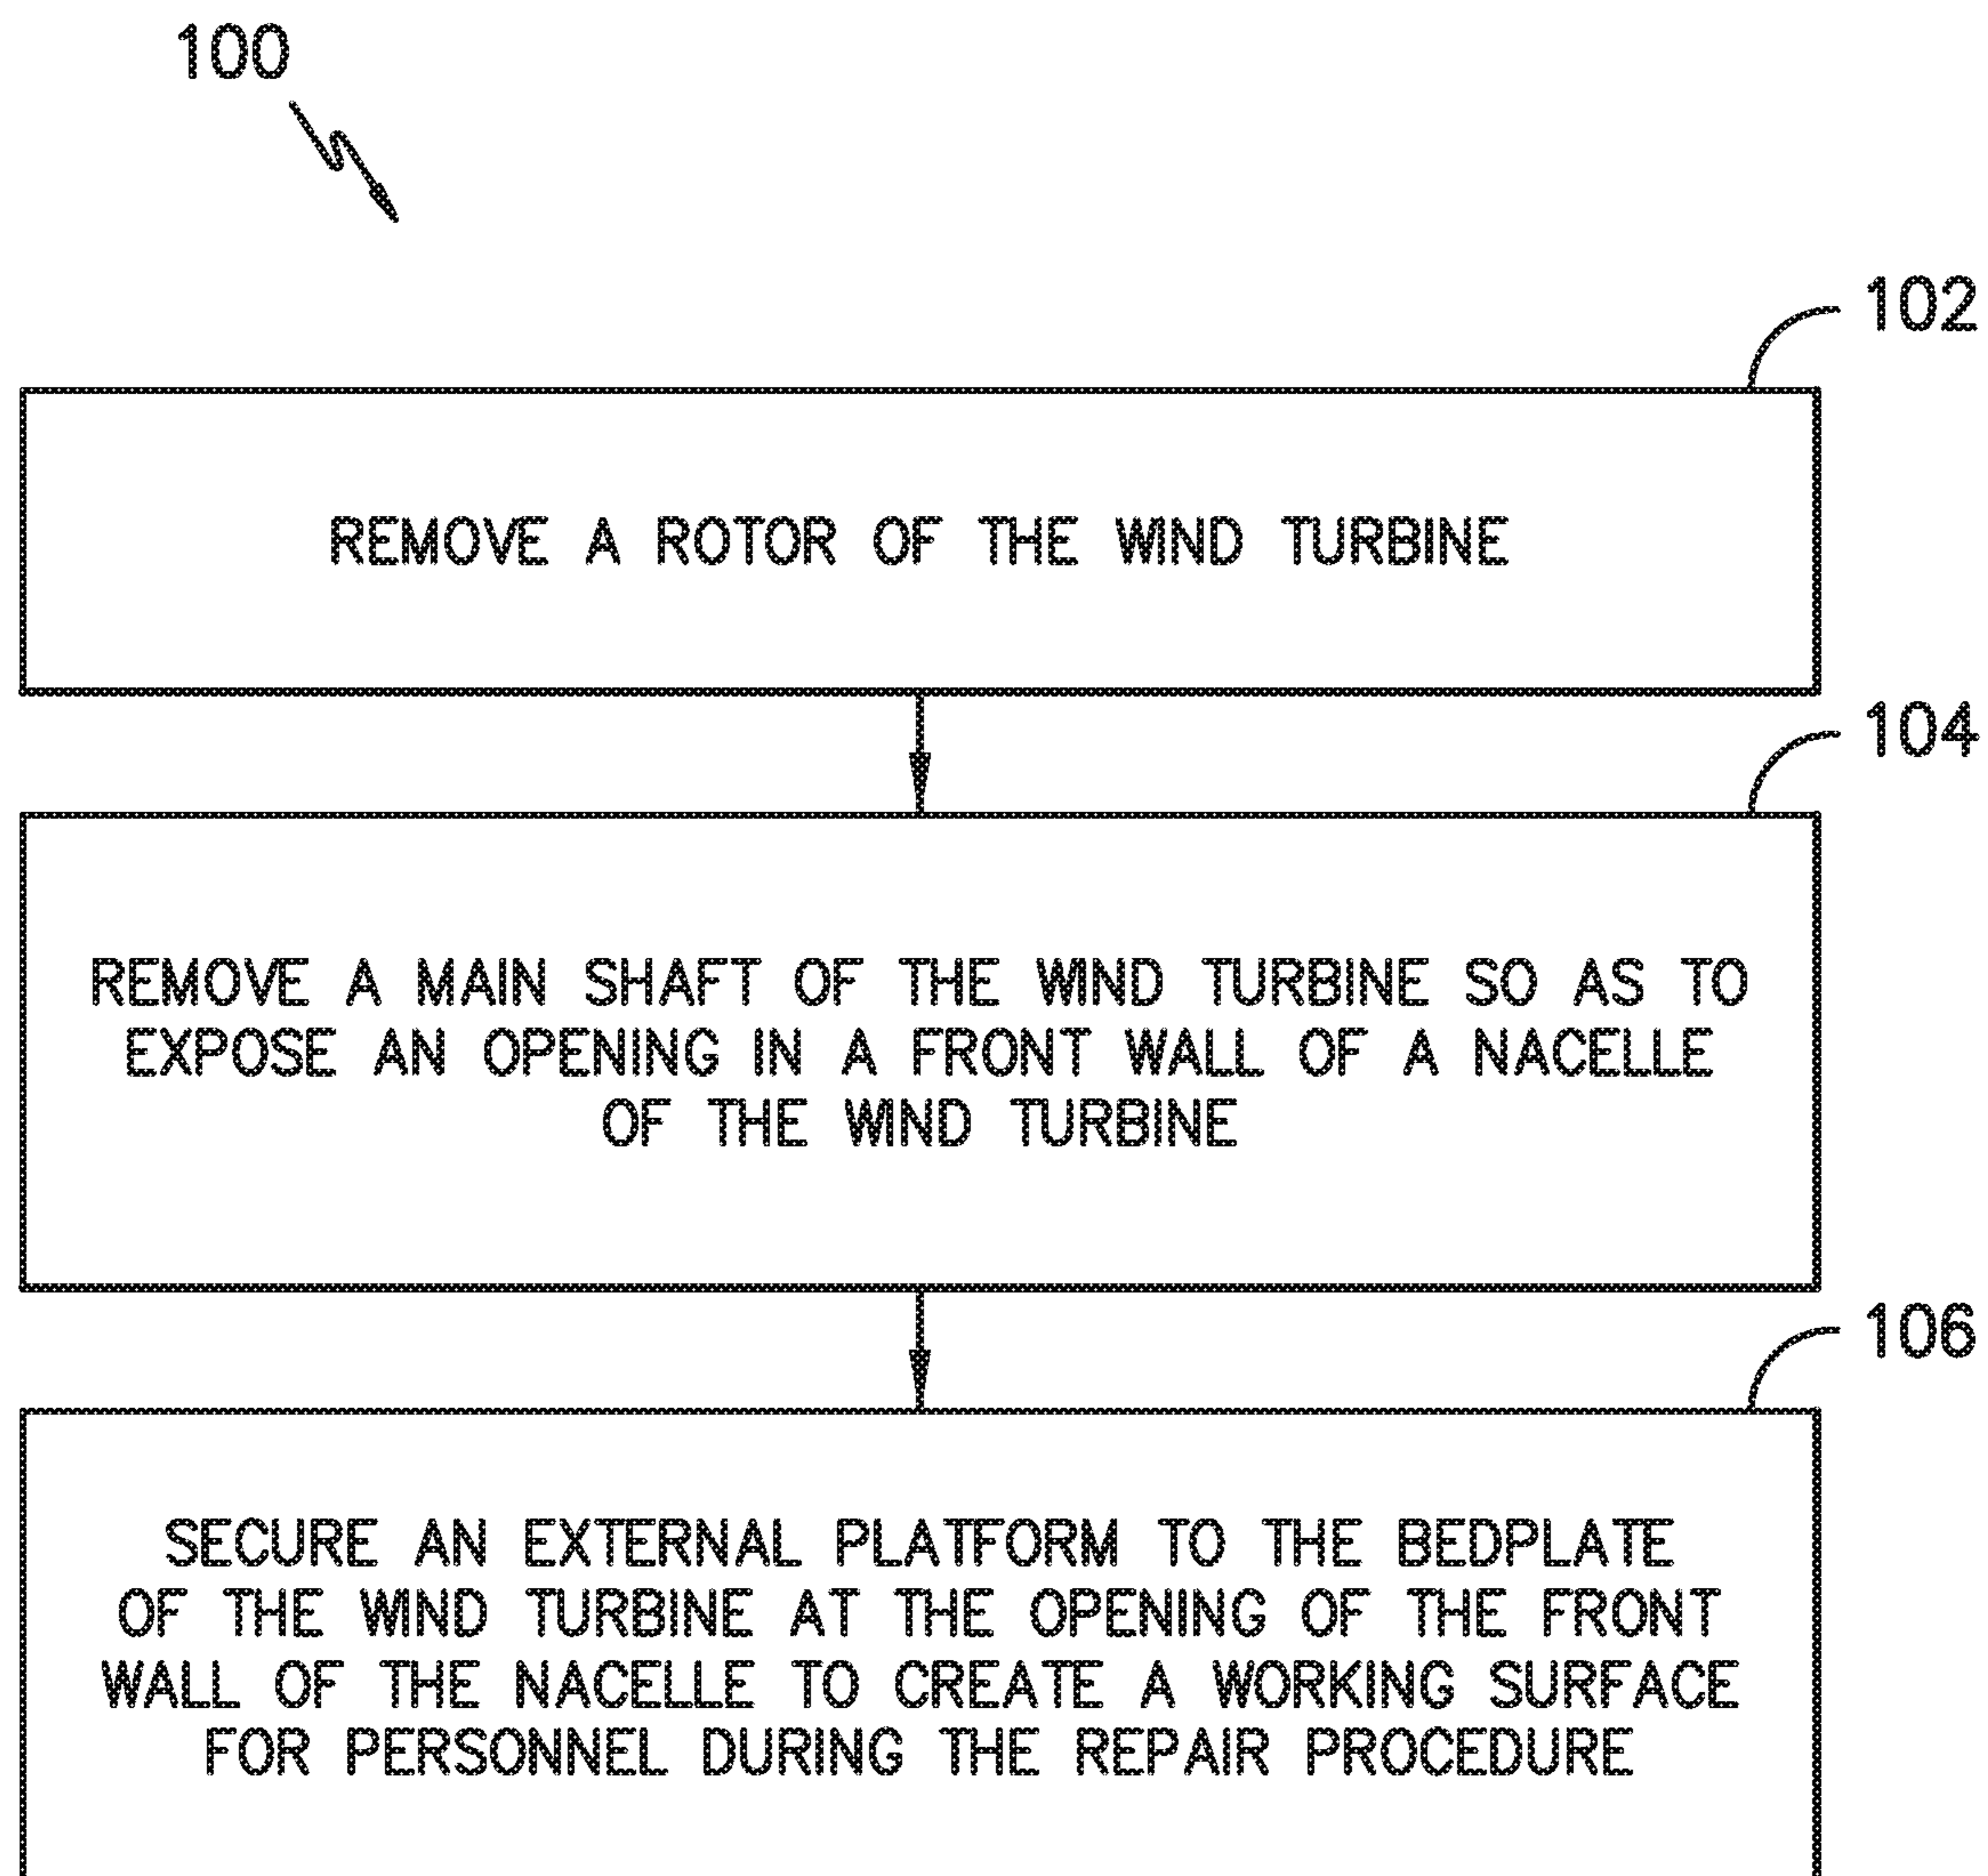 100
102
REMOVE A ROTOR OF THE WIND TURBINE
104
REMOVE A MAIN SHAFT OF THE WIND TURBINE SO AS TO
EXPOSE AN OPENING IN A FRONT WALL OF A NACELLE
OF THE WIND TURBINE
106
SECURE AN EXTERNAL PLATFORM TO THE BEDPLATE
OF THE WIND TURBINE AT THE OPENING OF THE FRONT
WALL OF THE NACELLE TO CREATE A WORKING SURFACE
FOR PERSONNEL DURING THE REPAIR PROCEDURE